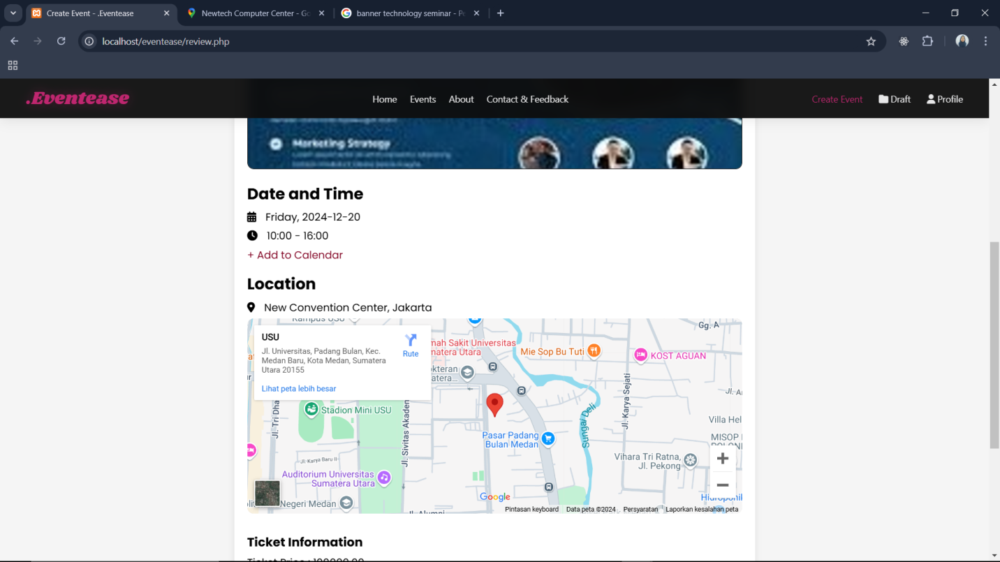 Create Event - .Eventease
Newtech Computer Center - Go
banner technology seminar - Pe
localhost/eventease/review.php
.Eventease
Home
Events
About
Contact & Feedback
Create Event
Draft
Profile
Marketing Strategy
Date and Time
Friday, 2024-12-20
10:00 - 16:00
+ Add to Calendar
Location
New Convention Center, Jakarta
Kampus USU
Gg. A
USU
Jl. Universitas, Padang Bulan, Kec.
Medan Baru, Kota Medan, Sumatera
Utara 20155
Rute
Lihat peta lebih besar
mah Sakit Universitas
matera Utara
Mie Sop Bu Tuti
KOST AGUAN
okteran
atera...
Jl. Karya Sejati
Jl. A
Stadion Mini USU
Jl. Tri Dha
Jl. Sivitas Akaden
Sungai Deli
Villa Hel
Pasar Padang
Bulan Medan
MISOP
Vihara Tri Ratna,
Jl. Pekong
Jl. Karya Baru II
Auditorium Universitas
Sumatera Utara
Negeri Medan
Google
Hidroponik
Jl. Alumni
Pintasan keyboard
Data peta ©2024
Persyaratan
Laporkan kesalahan peta
Ticket Information
Ticket Price : 100000.00